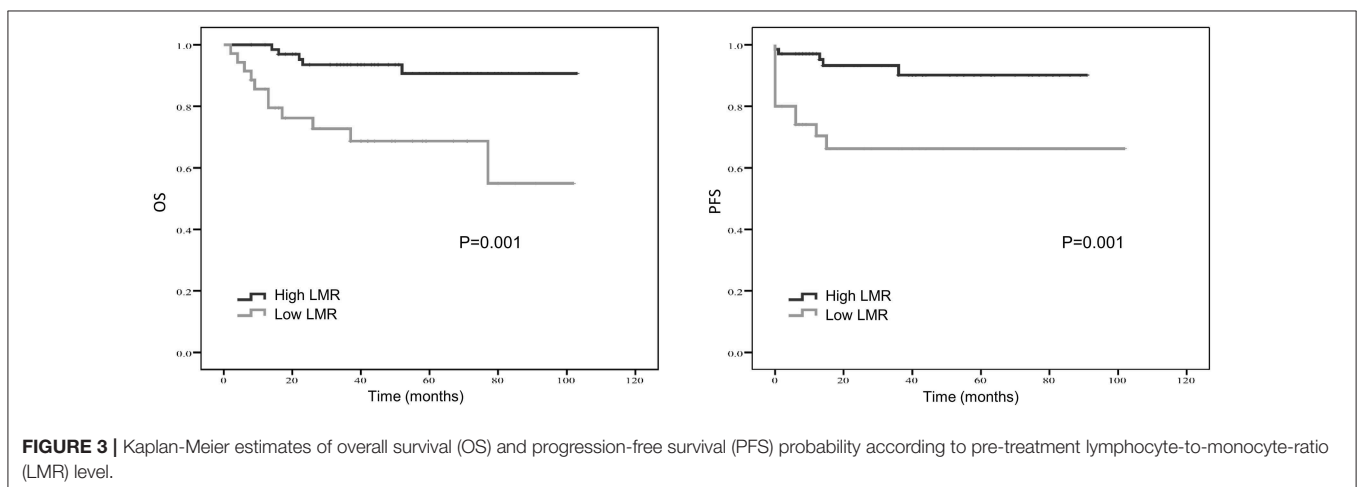 1.0
0.8
0.6
0.4
0.2
0.0
OS
P=0.001
High LMR
Low LMR
0 20 40 60 80 100 120
Time (months)
1.0
0.8
0.6
0.4
0.2
0.0
PFS
P=0.001
High LMR
Low LMR
0 20 40 60 80 100 120
Time (months)
FIGURE 3 | Kaplan-Meier estimates of overall survival (OS) and progression-free survival (PFS) probability according to pre-treatment lymphocyte-to-monocyte-ratio
(LMR) level.